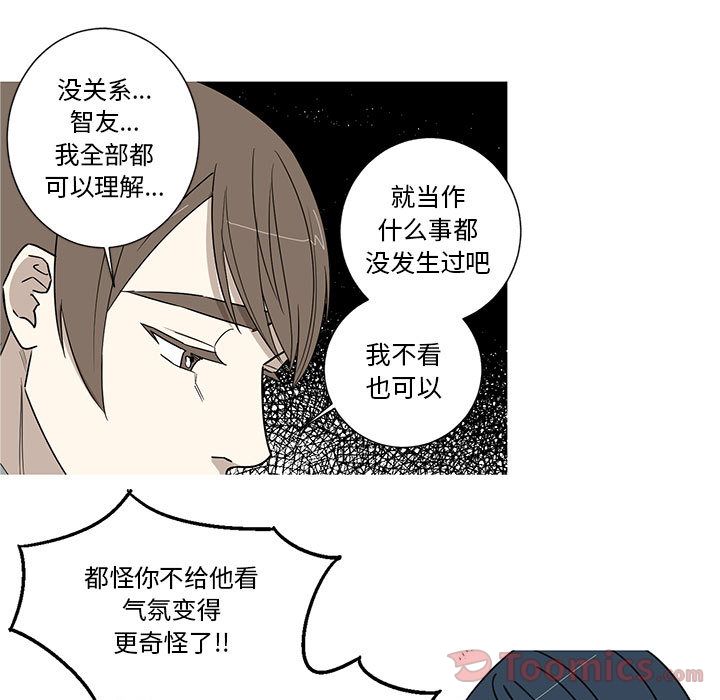 没关系...
智友...
我全部都
可以理解...
就当作
什么事都
没发生过吧
我不看
也可以
都怪你不给他看
气氛变得
更奇怪了!!
Toomics.com